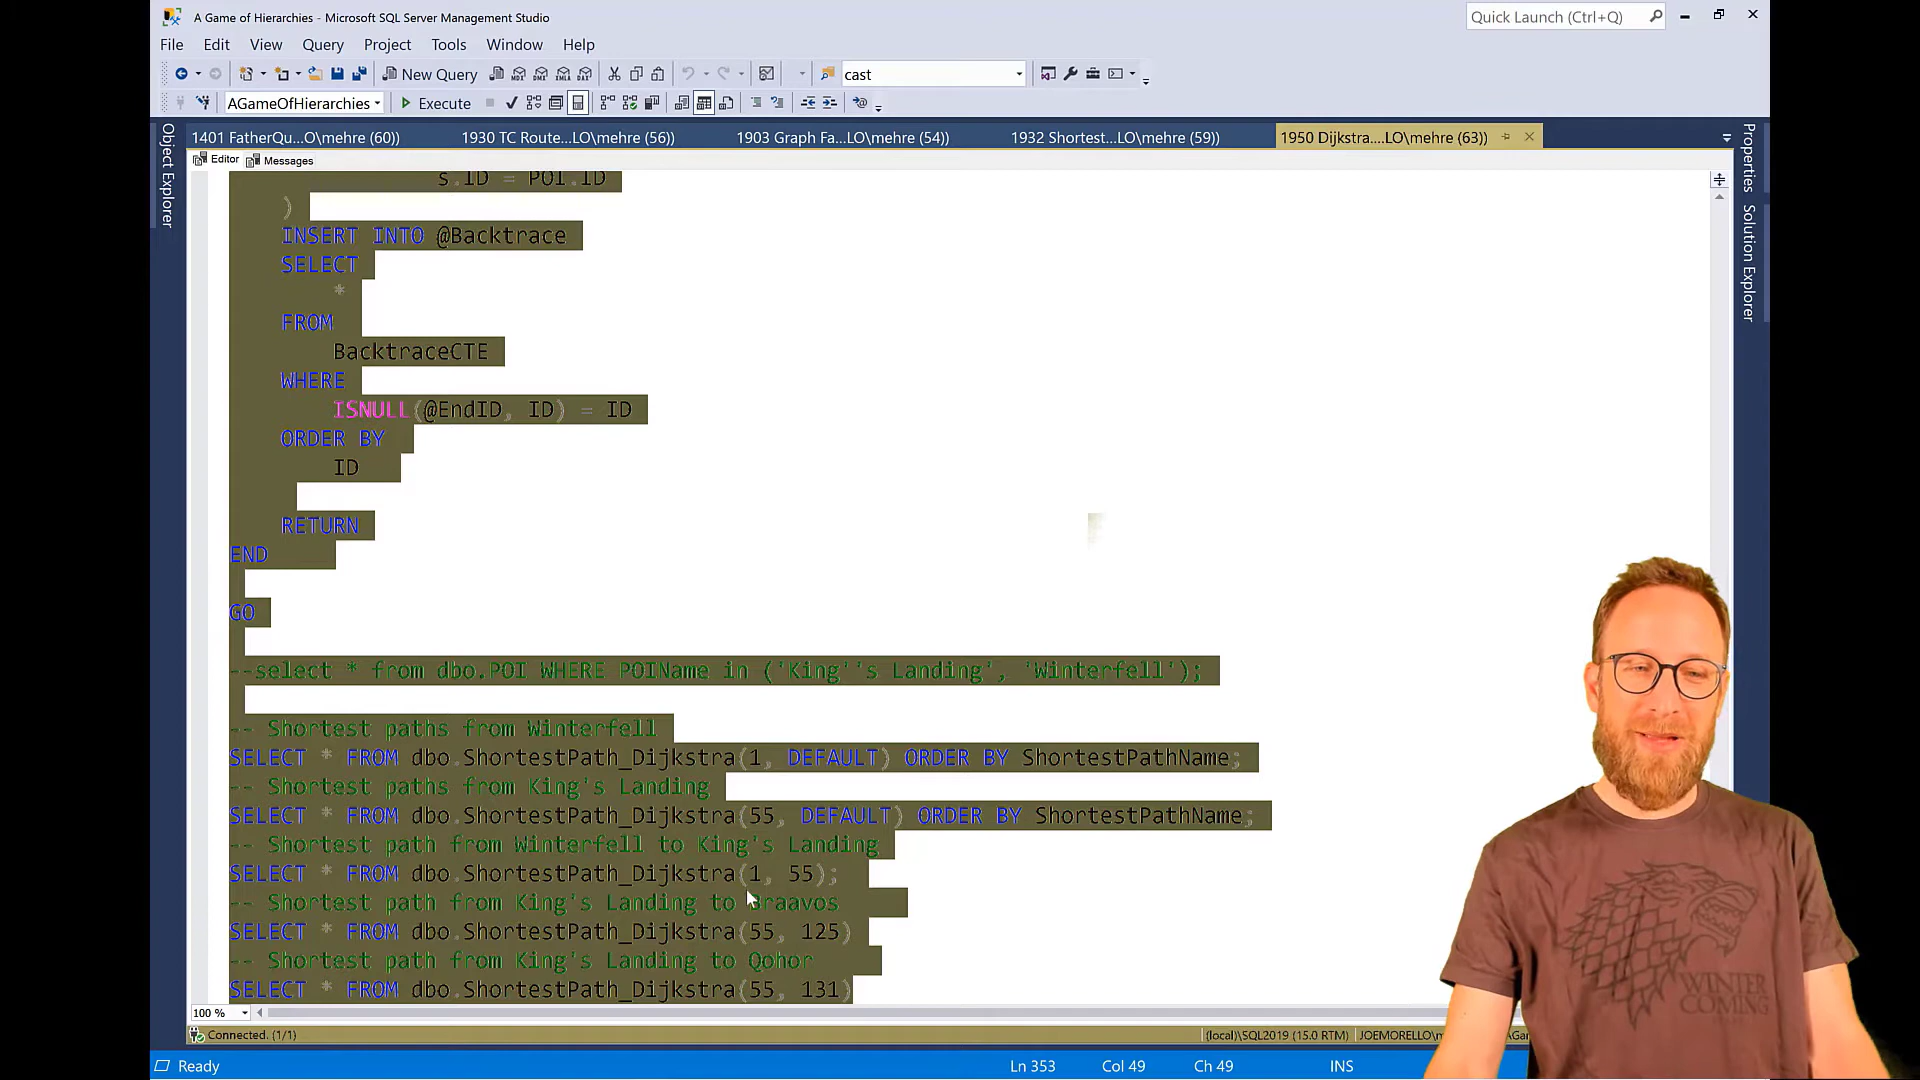 A Game of Hierarchies - Microsoft SQL Server Management Studio
Quick Launch (Ctrl+Q)
File Edit View Query Project Tools Window Help
New Query
cast
AGameOfHierarchies
Execute
1401 FatherQu...O\mehre (60))
1930 TC Route...LO\mehre (56))
1903 Graph Fa...LO\mehre (54))
1932 Shortest...LO\mehre (59))
1950 Dijkstra....LO\mehre (63))
Editor
Messages
Object Explorer
Properties
Solution Explorer
s.ID = POI.ID
)
INSERT INTO @Backtrace
SELECT
*
FROM
BacktraceCTE
WHERE
ISNULL(@EndID, ID) = ID
ORDER BY
ID
RETURN
END
GO
--select * from dbo.POI WHERE POIName in ('King''s Landing', 'Winterfell');
-- Shortest paths from Winterfell
SELECT * FROM dbo.ShortestPath_Dijkstra(1, DEFAULT) ORDER BY ShortestPathName;
-- Shortest paths from King's Landing
SELECT * FROM dbo.ShortestPath_Dijkstra(55, DEFAULT) ORDER BY ShortestPathName;
-- Shortest path from Winterfell to King's Landing
SELECT * FROM dbo.ShortestPath_Dijkstra(1, 55);
-- Shortest path from King's Landing to Braavos
SELECT * FROM dbo.ShortestPath_Dijkstra(55, 125)
-- Shortest path from King's Landing to Qohor
SELECT * FROM dbo.ShortestPath_Dijkstra(55, 131)
WINTER
COMING
100 %
Connected. (1/1)
(local)\SQL2019 (15.0 RTM)
JOEMORELLO\m
Ready
Ln 353
Col 49
Ch 49
INS